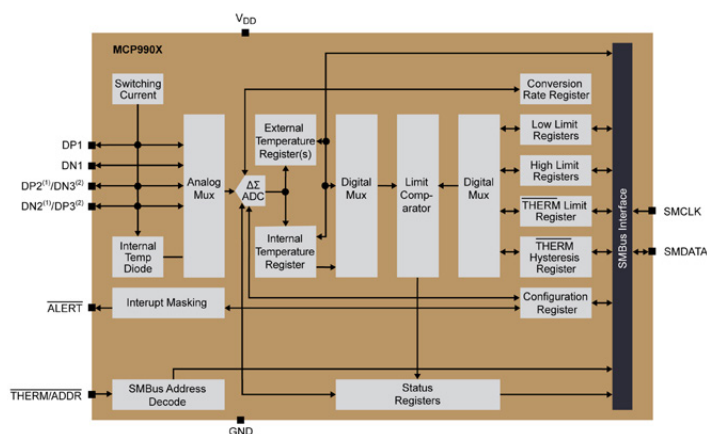 VDD
MCP990X
Switching
Current
Conversion
Rate Register
External
Temperature
Register(s)
Low Limit
Registers
DP1
DN1
DP2(1)/DN3(2)
DN2(1)/DP3(2)
Analog
Mux
ΔΣ
ADC
Digital
Mux
Limit
Comp-
arator
Digital
Mux
High Limit
Registers
THERM Limit
Register
SMBus Interface
SMCLK
SMDATA
Internal
Temp
Diode
Internal
Temperature
Register
THERM
Hysteresis
Register
ALERT
Interupt Masking
Configuration
Register
THERM/ADDR
SMBus Address
Decode
Status
Registers
GND